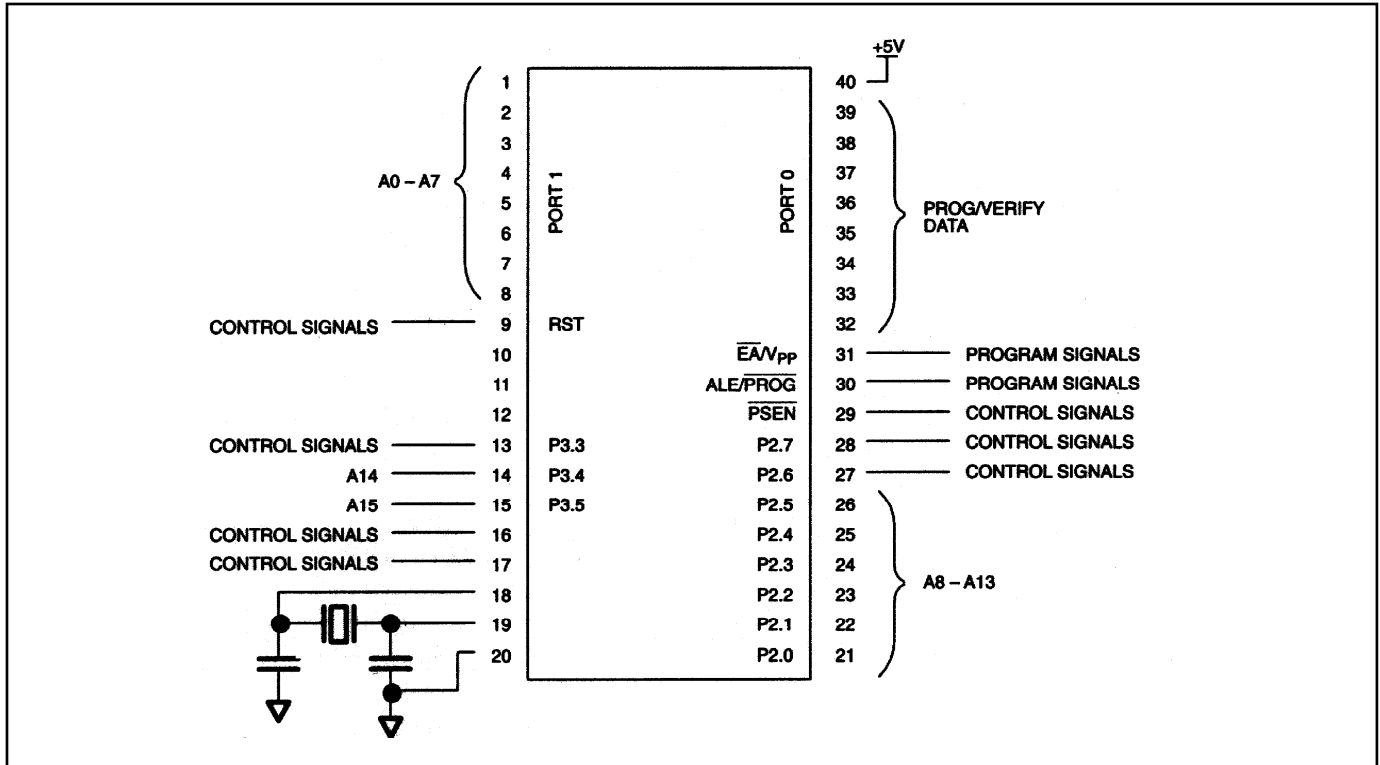 +5V
1 40
2 39
3 38
4 37
A0 – A7 PORT 1 PORT 0
5 36 PROG/VERIFY
6 35 DATA
7 34
8 33
CONTROL SIGNALS 9 RST 32
10 EA/VPP 31 PROGRAM SIGNALS
11 ALE/PROG 30 PROGRAM SIGNALS
12 PSEN 29 CONTROL SIGNALS
CONTROL SIGNALS 13 P3.3 P2.7 28 CONTROL SIGNALS
A14 14 P3.4 P2.6 27 CONTROL SIGNALS
A15 15 P3.5 P2.5 26
CONTROL SIGNALS 16 P2.4 25
CONTROL SIGNALS 17 P2.3 24
A8 – A13
18 P2.2 23
19 P2.1 22
20 P2.0 21